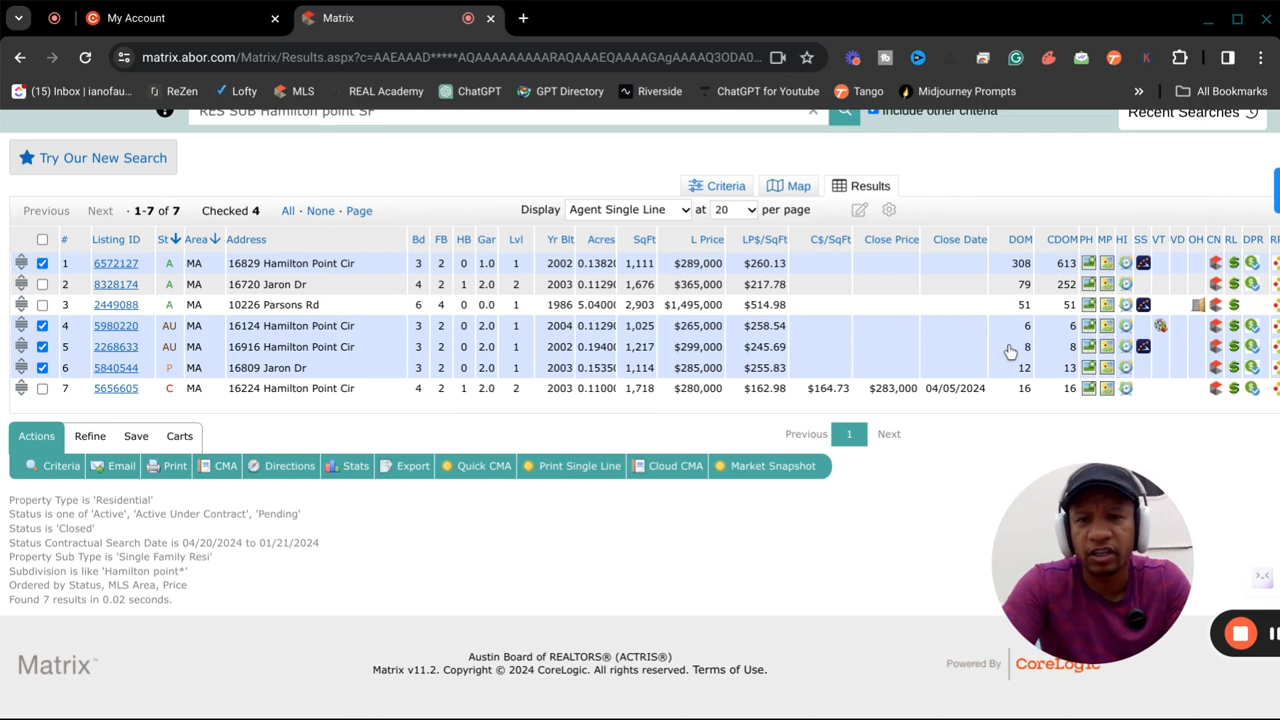 My Account
Matrix
matrix.abor.com/Matrix/Results.aspx?c=AAEAAAD*****AQAAAAAAAAARAQAAAEQAAAAGAgAAAAQ3ODA0...
(15) Inbox | ianofau... ReZen Lofty MLS REAL Academy ChatGPT GPT Directory Riverside ChatGPT for Youtube Tango Midjourney Prompts » All Bookmarks
RES SUB Hamilton point SF Include other criteria Recent Searches
Try Our New Search
Criteria Map Results
Previous Next · 1-7 of 7 Checked 4 All · None · Page Display Agent Single Line at 20 per page
# Listing ID St Area Address Bd FB HB Gar Lvl Yr Blt Acres SqFt L Price LP$/SqFt C$/SqFt Close Price Close Date DOM CDOM PH MP HI SS VT VD OH CN RL DPR
1 6572127 A MA 16829 Hamilton Point Cir 3 2 0 1.0 1 2002 0.13820 1,111 $289,000 $260.13 308 613
2 8328174 A MA 16720 Jaron Dr 4 2 1 2.0 2 2003 0.11290 1,676 $365,000 $217.78 79 252
3 2449088 A MA 10226 Parsons Rd 6 4 0 0.0 1 1986 5.04000 2,903 $1,495,000 $514.98 51 51
4 5980220 AU MA 16124 Hamilton Point Cir 3 2 0 2.0 1 2004 0.11290 1,025 $265,000 $258.54 6 6
5 2268633 AU MA 16916 Hamilton Point Cir 3 2 0 2.0 1 2002 0.19400 1,217 $299,000 $245.69 8 8
6 5840544 P MA 16809 Jaron Dr 3 2 0 2.0 1 2003 0.15350 1,114 $285,000 $255.83 12 13
7 5656605 C MA 16224 Hamilton Point Cir 4 2 1 2.0 2 2003 0.11000 1,718 $280,000 $162.98 $164.73 $283,000 04/05/2024 16 16
Actions Refine Save Carts Previous 1 Next
Criteria Email Print CMA Directions Stats Export Quick CMA Print Single Line Cloud CMA Market Snapshot
Property Type is 'Residential'
Status is one of 'Active', 'Active Under Contract', 'Pending'
Status is 'Closed'
Status Contractual Search Date is 04/20/2024 to 01/21/2024
Property Sub Type is 'Single Family Resi'
Subdivision is like 'Hamilton point*'
Ordered by Status, MLS Area, Price
Found 7 results in 0.02 seconds.
Matrix™
Austin Board of REALTORS® (ACTRIS®)
Matrix v11.2. Copyright © 2024 CoreLogic. All rights reserved. Terms of Use.
Powered By CoreLogic